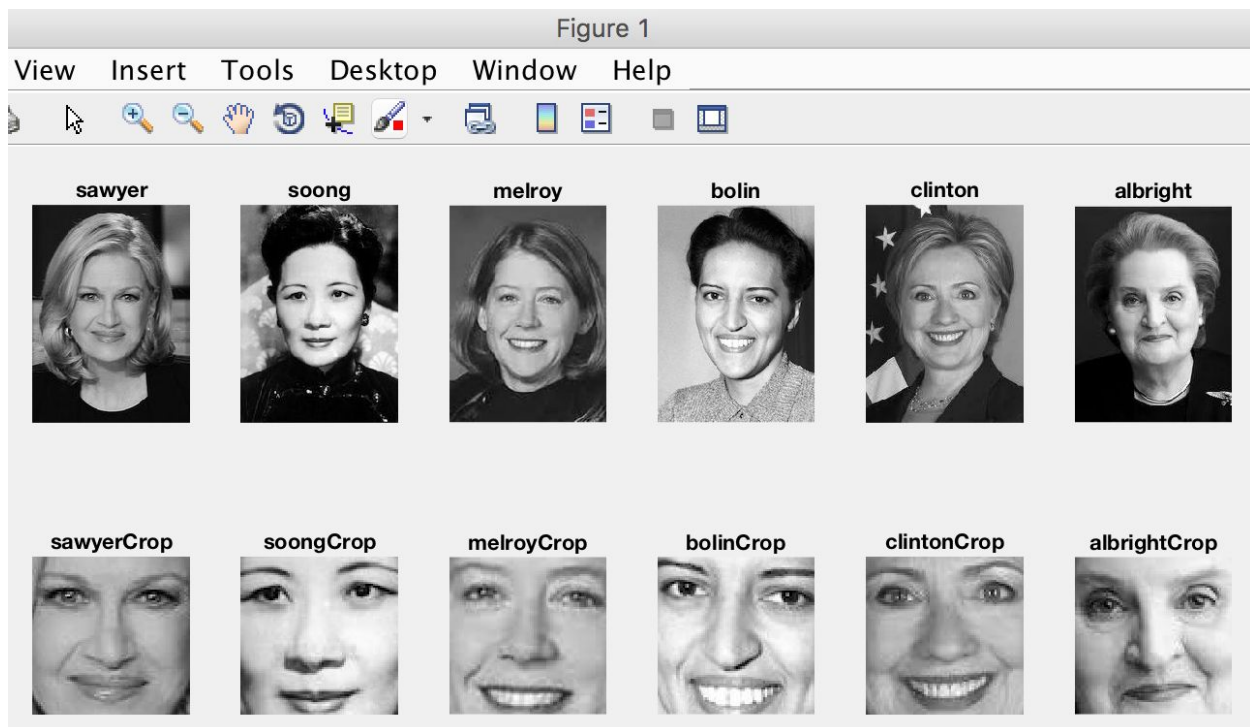 Figure 1
View Insert Tools Desktop Window Help
sawyer soong melroy bolin clinton albright
sawyerCrop soongCrop melroyCrop bolinCrop clintonCrop albrightCrop